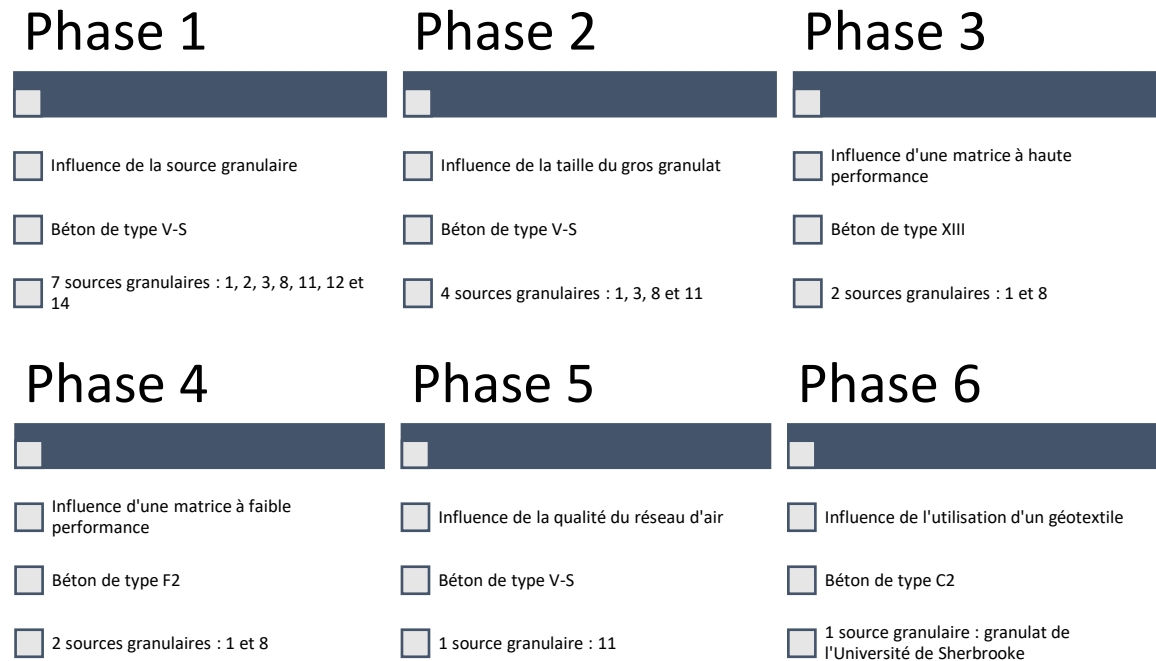 Phase 1
Influence de la source granulaire
Béton de type V-S
7 sources granulaires : 1, 2, 3, 8, 11, 12 et
14
Phase 2
Influence de la taille du gros granulat
Béton de type V-S
4 sources granulaires : 1, 3, 8 et 11
Phase 3
Influence d'une matrice à haute
performance
Béton de type XIII
2 sources granulaires : 1 et 8
Phase 4
Influence d'une matrice à faible
performance
Béton de type F2
2 sources granulaires : 1 et 8
Phase 5
Influence de la qualité du réseau d'air
Béton de type V-S
1 source granulaire : 11
Phase 6
Influence de l'utilisation d'un géotextile
Béton de type C2
1 source granulaire : granulat de
l'Université de Sherbrooke